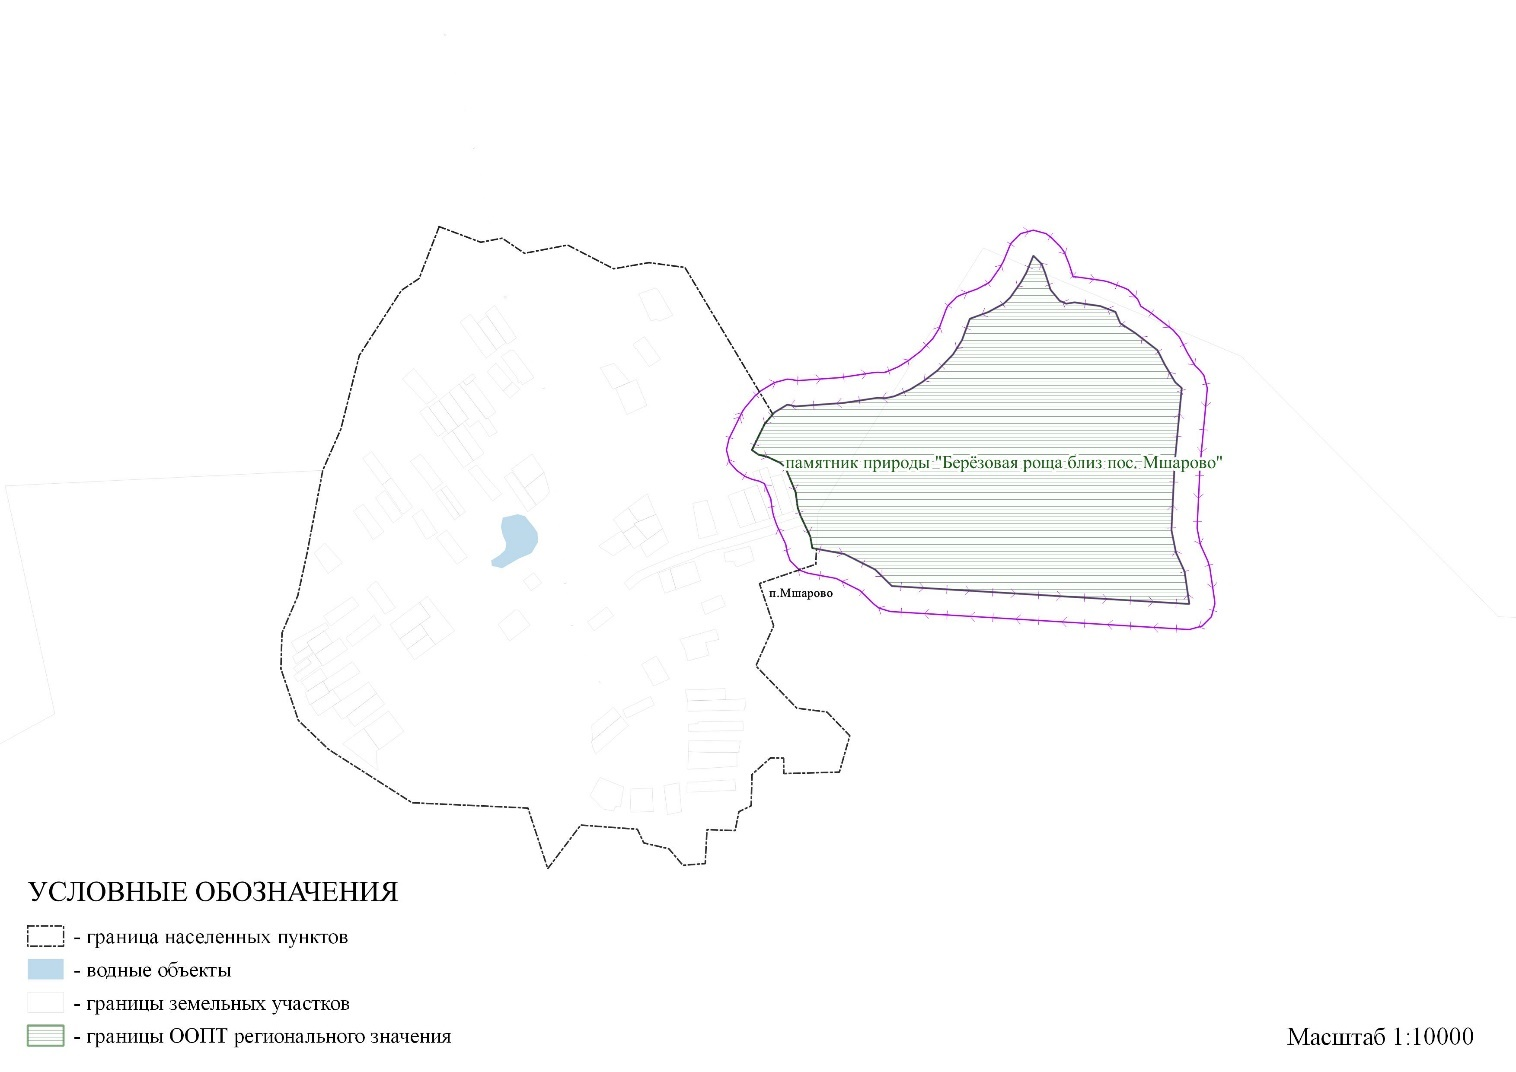 памятник природы "Берёзовая роща близ пос. Мшарово"
п.Мшарово
УСЛОВНЫЕ ОБОЗНАЧЕНИЯ
- граница населенных пунктов
- водные объекты
- границы земельных участков
- границы ООПТ регионального значения
Масштаб 1:10000